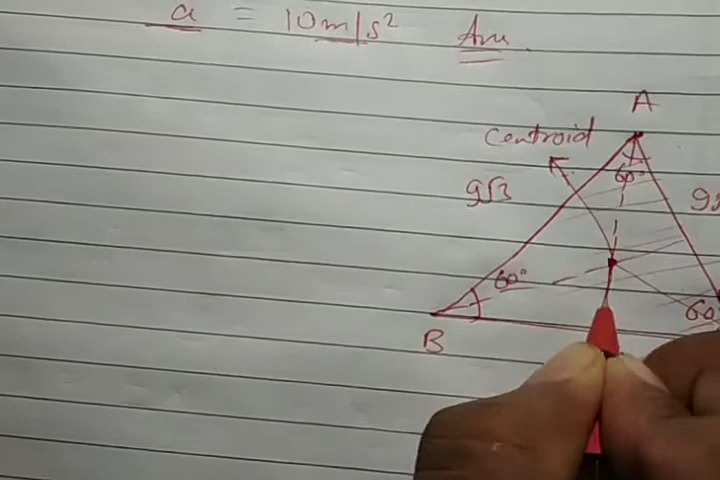 a = 10m/s² Ans.
A
centroid
60°
9√3
60°
60
B